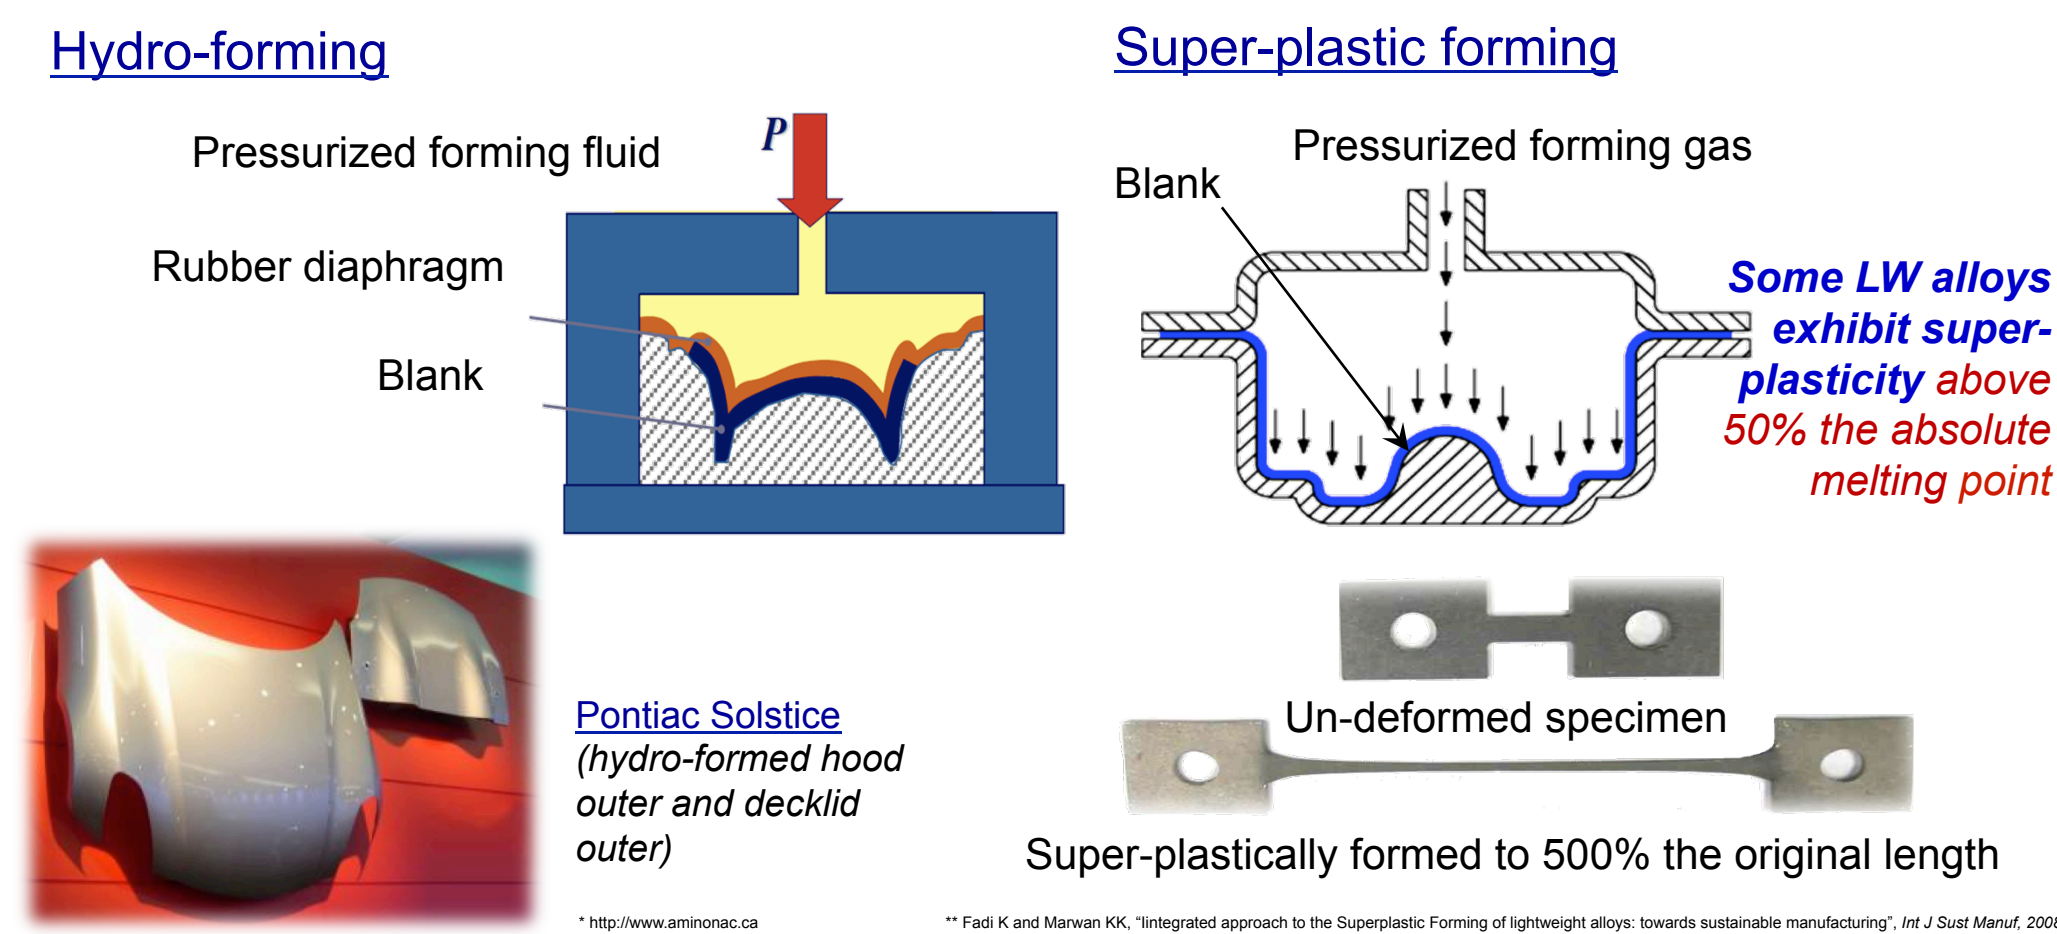 Hydro-forming
Pressurized forming fluid
P
Rubber diaphragm
Blank
Pontiac Solstice
(hydro-formed hood
outer and decklid
outer)
* http://www.aminonac.ca
Super-plastic forming
Pressurized forming gas
Blank
Some LW alloys
exhibit super-
plasticity above
50% the absolute
melting point
Un-deformed specimen
Super-plastically formed to 500% the original length
** Fadi K and Marwan KK, “Iintegrated approach to the Superplastic Forming of lightweight alloys: towards sustainable manufacturing”, Int J Sust Manuf, 2008